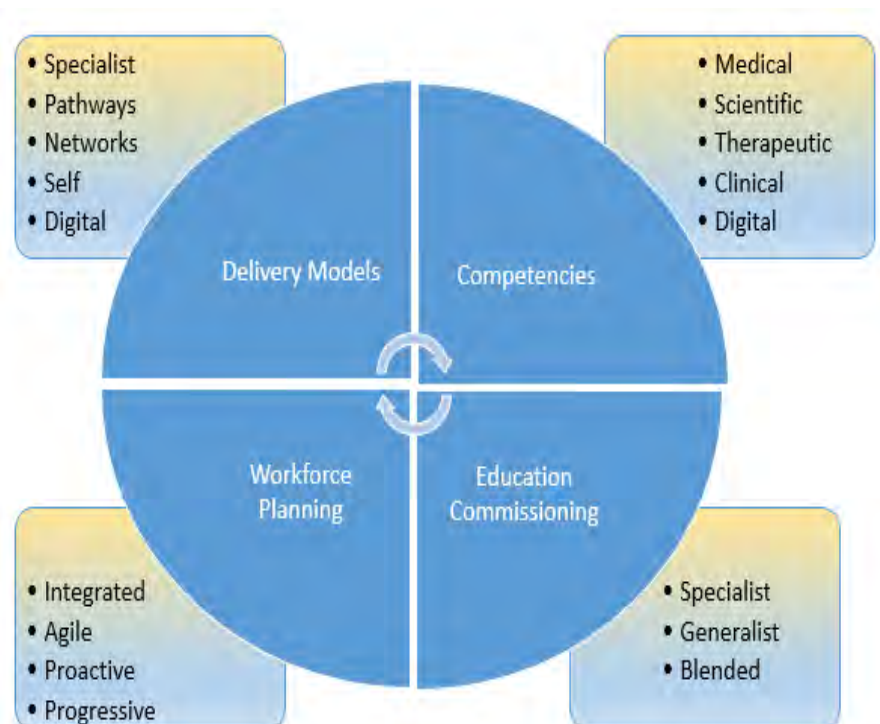 • Specialist
• Pathways
• Networks
• Self
• Digital
• Medical
• Scientific
• Therapeutic
• Clinical
• Digital
Delivery Models
Competencies
Workforce
Planning
Education
Commissioning
• Integrated
• Agile
• Proactive
• Progressive
• Specialist
• Generalist
• Blended